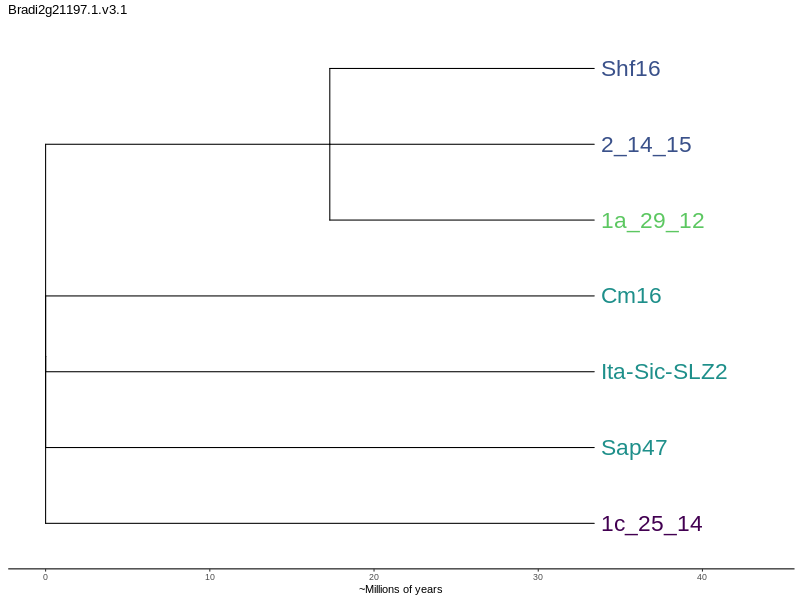 Bradi2g21197.1.v3.1
Shf16
2_14_15
1a_29_12
Cm16
Ita-Sic-SLZ2
Sap47
1c_25_14
0 10 20 30 40
~Millions of years